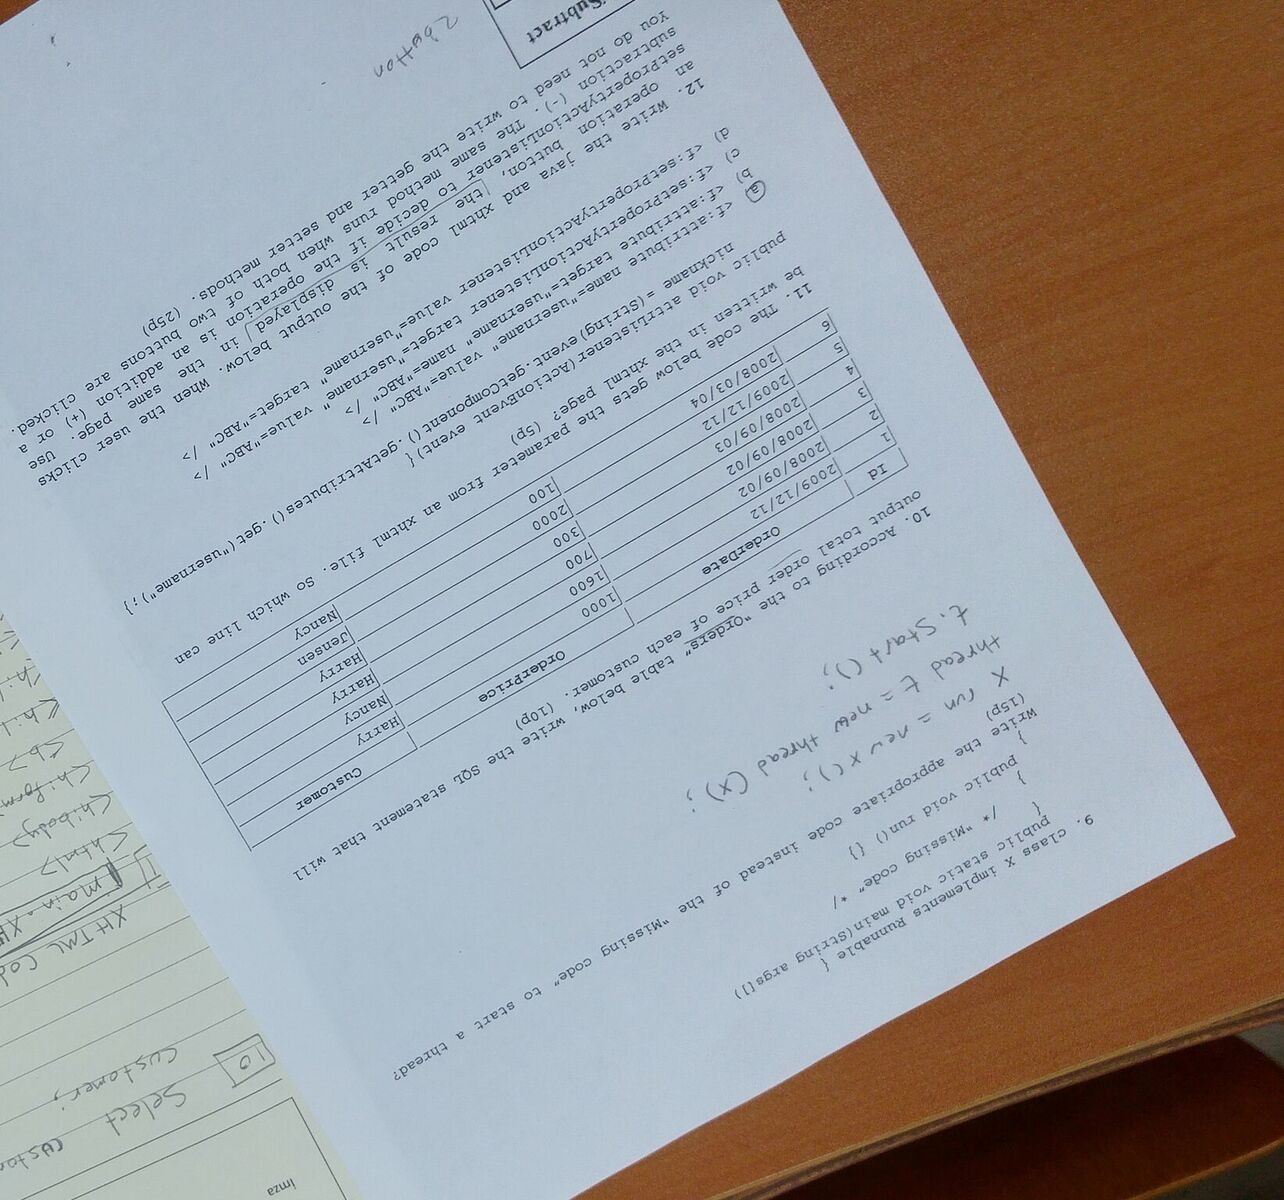 9. class X implements Runnable {
public static void main(String args[])
{
/* "Missing code" */
}
public void run() {}
}
Write the appropriate code instead of the "Missing code" to start a thread?
(15p)
X run = new X();
thread t = new thread (X);
t. Start ();
10. According to the "Orders" table below, write the SQL statement that will
output total order price of each customer. (10p)
Id OrderDate OrderPrice Customer
1 2009/12/12 1000 Harry
2 2008/09/02 1600 Nancy
3 2008/09/02 700 Harry
4 2008/09/03 300 Harry
5 2009/12/12 2000 Jensen
6 2008/03/04 100 Nancy
11. The code below gets the parameter from an xhtml file. So which line can
be written in the xhtml page? (5p)
public void attrListener(ActionEvent event){
nickname = (String)event.getComponent().getAttributes().get("username");}
a) <f:attribute name="username" value="ABC" />
b) <f:attribute target="username" name="ABC" />
c) <f:setPropertyActionListener target="username" value="ABC" />
d) <f:setPropertyActionListener value="username" target="ABC" />
12. Write the java and xhtml code of the output below. When the user clicks
an operation button, the result is displayed in the same page. Use
setPropertyActionListener to decide if the operation is an addition (+) or a
subtraction (-). The same method runs when both of two buttons are clicked.
You do not need to write the getter and setter methods. (25p)
Subtract
2 button
imza
10
Select
customer;
XHTML
11
<html>
<h:body>
<b>